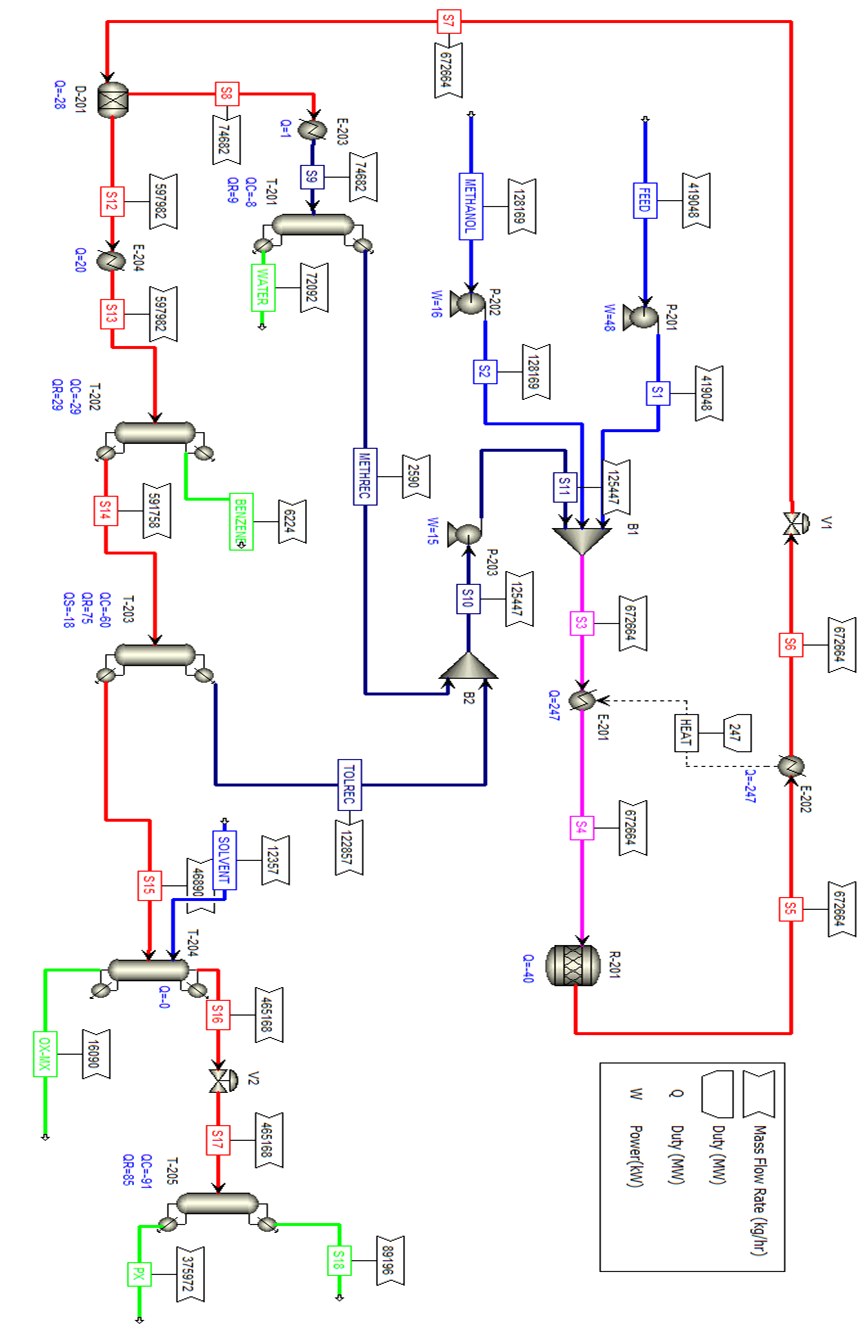 672664
672664
672664
V1
E-202
S7
S6
S5
Q=-247
247
HEAT
Mass Flow Rate (kg/hr)
Duty (MW)
Q Duty (MW)
W Power(kW)
419048
419048
FEED
P-201
W=48
S1
125447
B1
672664
E-201
672664
R-201
S3
S4
Q=247
Q=-40
128169
128169
METHANOL
P-202
W=16
S2
S11
125447
S10
P-203
W=15
B2
2590
METHREC
TOLREC
122857
74682
E-203
S9
Q=1
T-201
QC=-8
QR=9
72092
WATER
S8
74682
6224
BENZENE
12357
SOLVENT
46890
S15
T-204
Q=-0
465168
S16
V2
465168
S17
T-205
QC=-91
QR=85
89196
S18
375972
PX
D-201
Q=-28
597982
S12
E-204
Q=20
597982
S13
T-202
QC=-29
QR=29
591758
S14
T-203
QC=-60
QR=75
QS=-18
16090
OX-MX